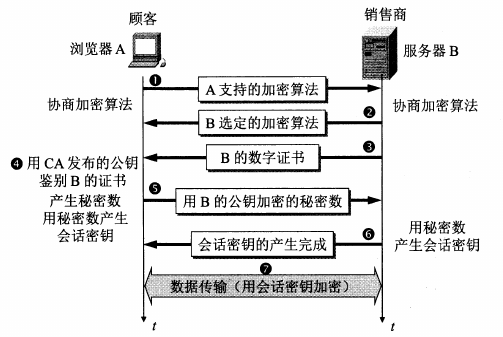 顾客
销售商
浏览器 A
服务器 B
❶
A 支持的加密算法
协商加密算法
协商加密算法
❷
B 选定的加密算法
❸
B 的数字证书
❹ 用 CA 发布的公钥
鉴别 B 的证书
❺
产生秘密数
用 B 的公钥加密的秘密数
用秘密数产生
会话密钥
❻
用秘密数
产生会话密钥
会话密钥的产生完成
❼
数据传输（用会话密钥加密）
t
t